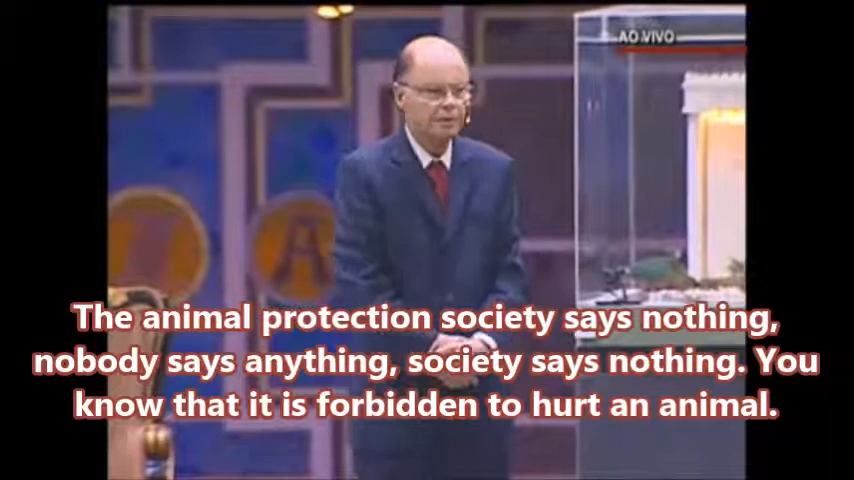 AO VIVO
The animal protection society says nothing,
nobody says anything, society says nothing. You
know that it is forbidden to hurt an animal.
A